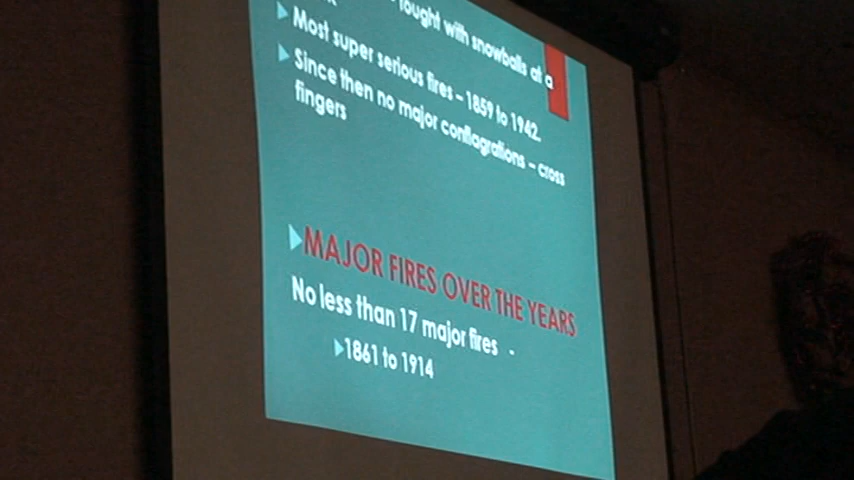 fought with snowballs at a
Most super serious fires – 1859 to 1942.
Since then no major conflagrations – cross
fingers
MAJOR FIRES OVER THE YEARS
No less than 17 major fires -
1861 to 1914